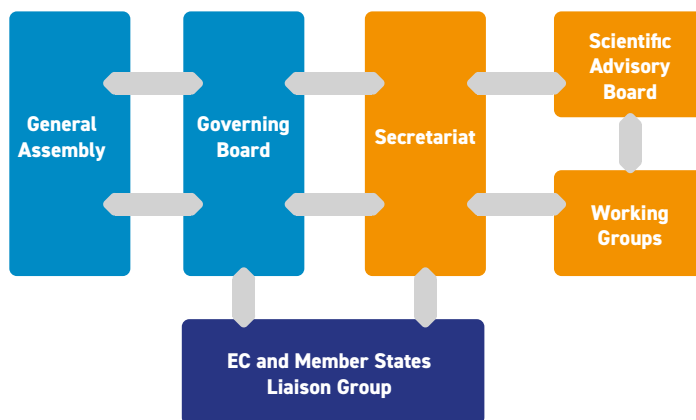 General
Assembly
Governing
Board
Secretariat
Scientific
Advisory
Board
Working
Groups
EC and Member States
Liaison Group